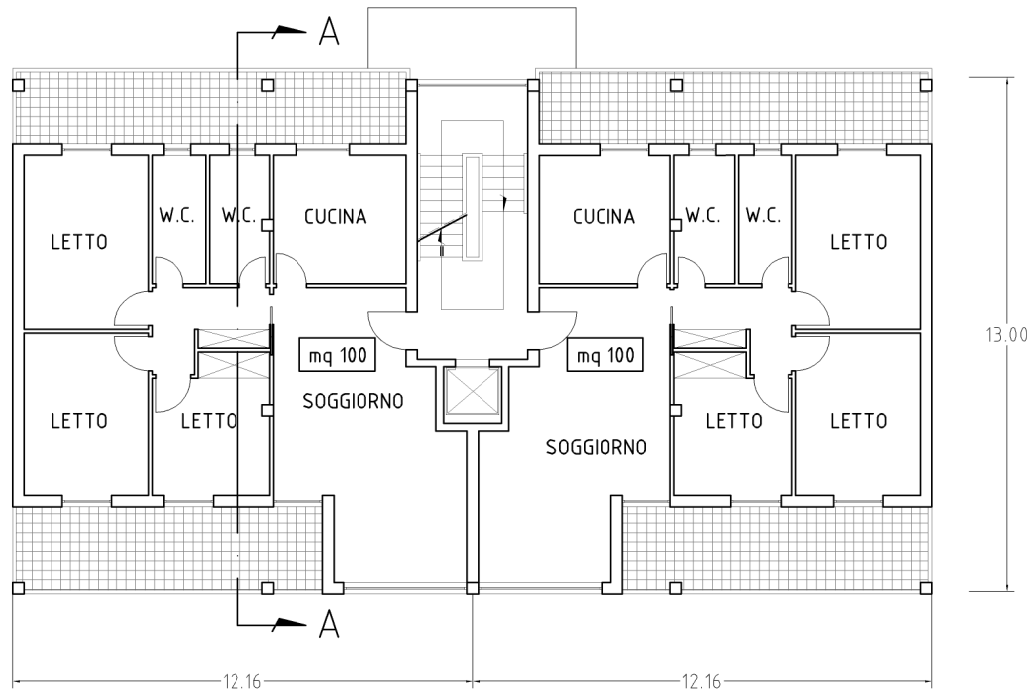 A
W.C.
W.C.
CUCINA
CUCINA
W.C.
W.C.
LETTO
LETTO
13.00
mq 100
mq 100
SOGGIORNO
LETTO
LETTO
LETTO
LETTO
SOGGIORNO
A
12.16
12.16